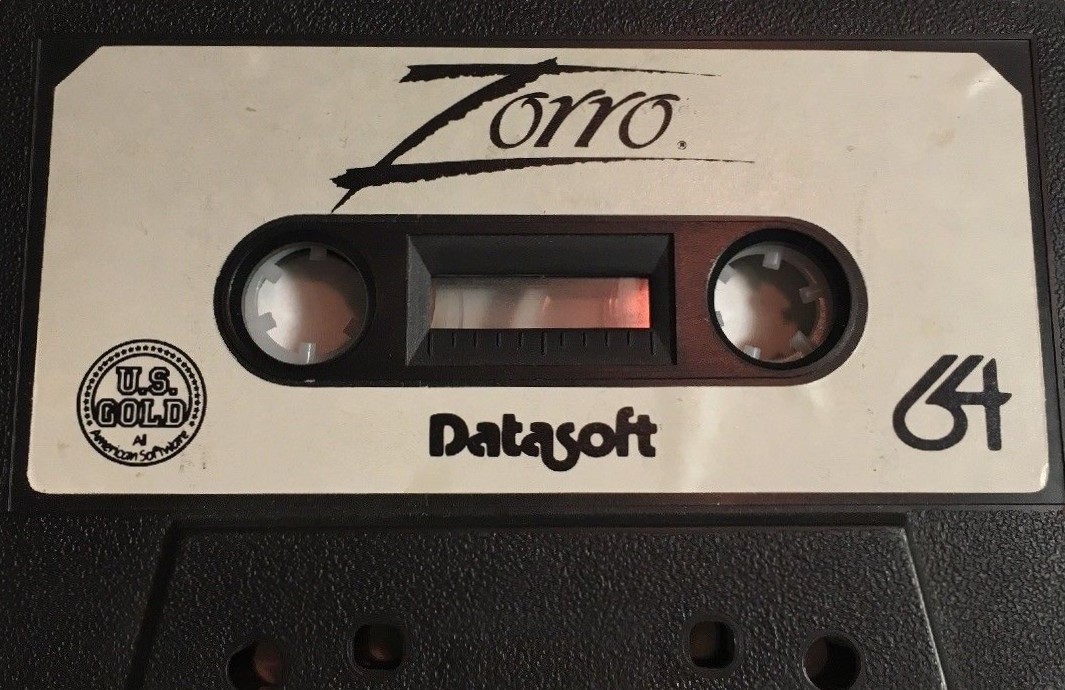 Zorro®
U.S.
GOLD
All
American Software
Datasoft
64